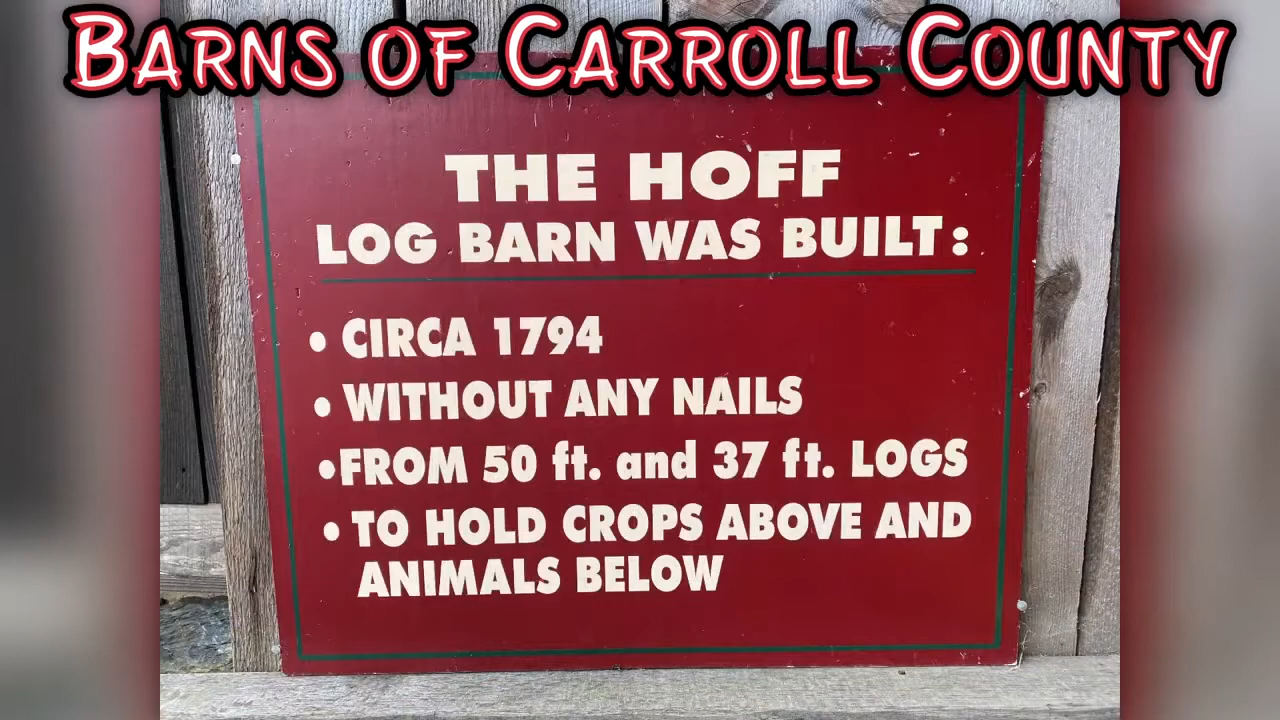 Barns of Carroll County
THE HOFF
LOG BARN WAS BUILT:
• CIRCA 1794
• WITHOUT ANY NAILS
• FROM 50 ft. and 37 ft. LOGS
• TO HOLD CROPS ABOVE AND
ANIMALS BELOW